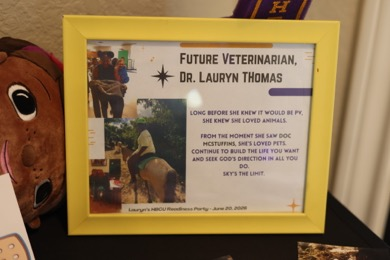 FUTURE VETERINARIAN,
DR. LAURYN THOMAS
LONG BEFORE SHE KNEW IT WOULD BE PV,
SHE KNEW SHE LOVED ANIMALS.
FROM THE MOMENT SHE SAW DOC
MCSTUFFINS, SHE'S LOVED PETS.
CONTINUE TO BUILD THE LIFE YOU WANT
AND SEEK GOD'S DIRECTION IN ALL YOU
DO.
SKY'S THE LIMIT.
Lauryn's HBCU Readiness Party - June 20, 2026